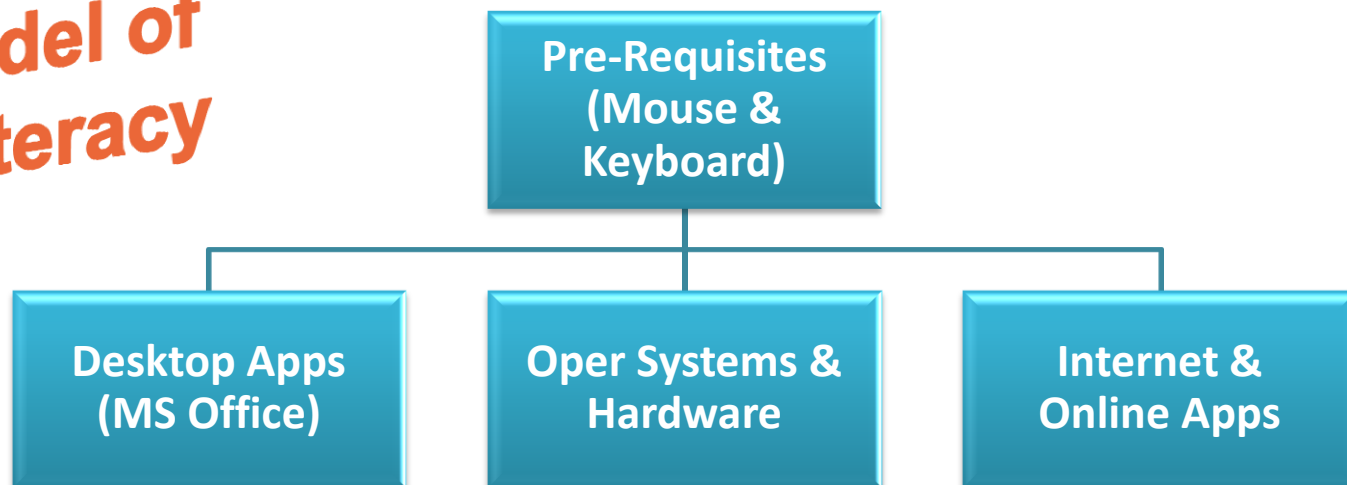 del of
teracy
Pre-Requisites
(Mouse &
Keyboard)
Desktop Apps
(MS Office)
Oper Systems &
Hardware
Internet &
Online Apps